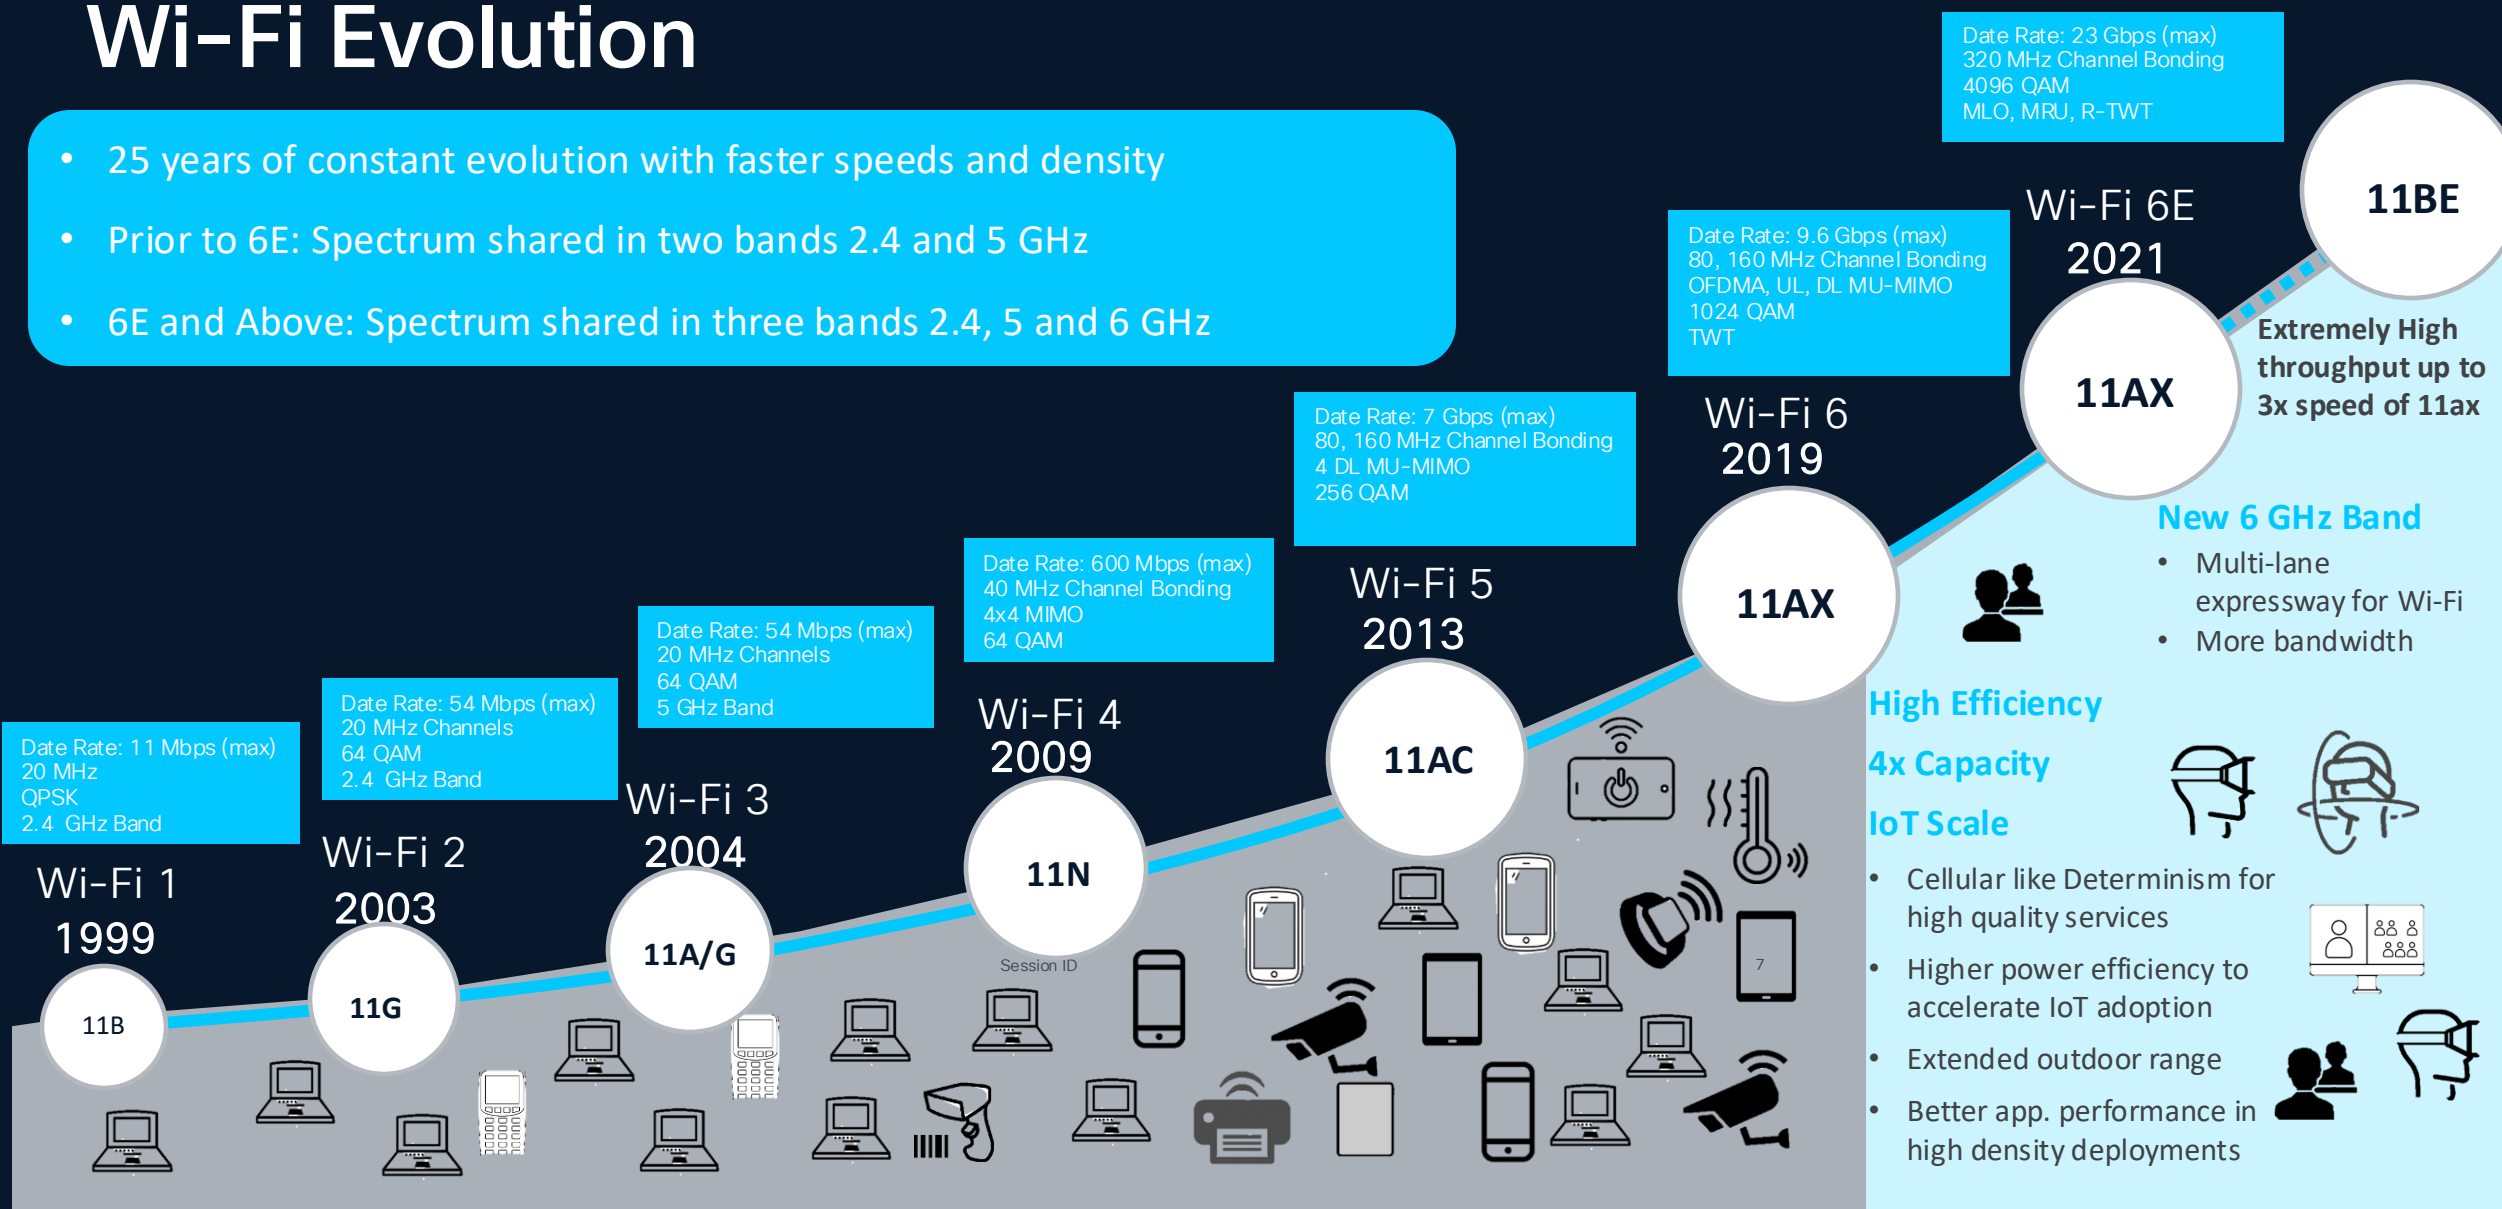 Wi-Fi Evolution
• 25 years of constant evolution with faster speeds and density
• Prior to 6E: Spectrum shared in two bands 2.4 and 5 GHz
• 6E and Above: Spectrum shared in three bands 2.4, 5 and 6 GHz
Date Rate: 11 Mbps (max)
20 MHz
QPSK
2.4 GHz Band
Wi-Fi 1
1999
11B
Date Rate: 54 Mbps (max)
20 MHz Channels
64 QAM
2.4 GHz Band
Wi-Fi 2
2003
11G
Date Rate: 54 Mbps (max)
20 MHz Channels
64 QAM
5 GHz Band
Wi-Fi 3
2004
11A/G
Date Rate: 600 Mbps (max)
40 MHz Channel Bonding
4x4 MIMO
64 QAM
Wi-Fi 4
2009
11N
Session ID
Date Rate: 7 Gbps (max)
80, 160 MHz Channel Bonding
4 DL MU-MIMO
256 QAM
Wi-Fi 5
2013
11AC
Date Rate: 9.6 Gbps (max)
80, 160 MHz Channel Bonding
OFDMA, UL, DL MU-MIMO
1024 QAM
TWT
Wi-Fi 6
2019
11AX
7
Wi-Fi 6E
2021
11AX
Date Rate: 23 Gbps (max)
320 MHz Channel Bonding
4096 QAM
MLO, MRU, R-TWT
11BE
Extremely High
throughput up to
3x speed of 11ax
New 6 GHz Band
• Multi-lane
expressway for Wi-Fi
• More bandwidth
High Efficiency
4x Capacity
IoT Scale
• Cellular like Determinism for
high quality services
• Higher power efficiency to
accelerate IoT adoption
• Extended outdoor range
• Better app. performance in
high density deployments